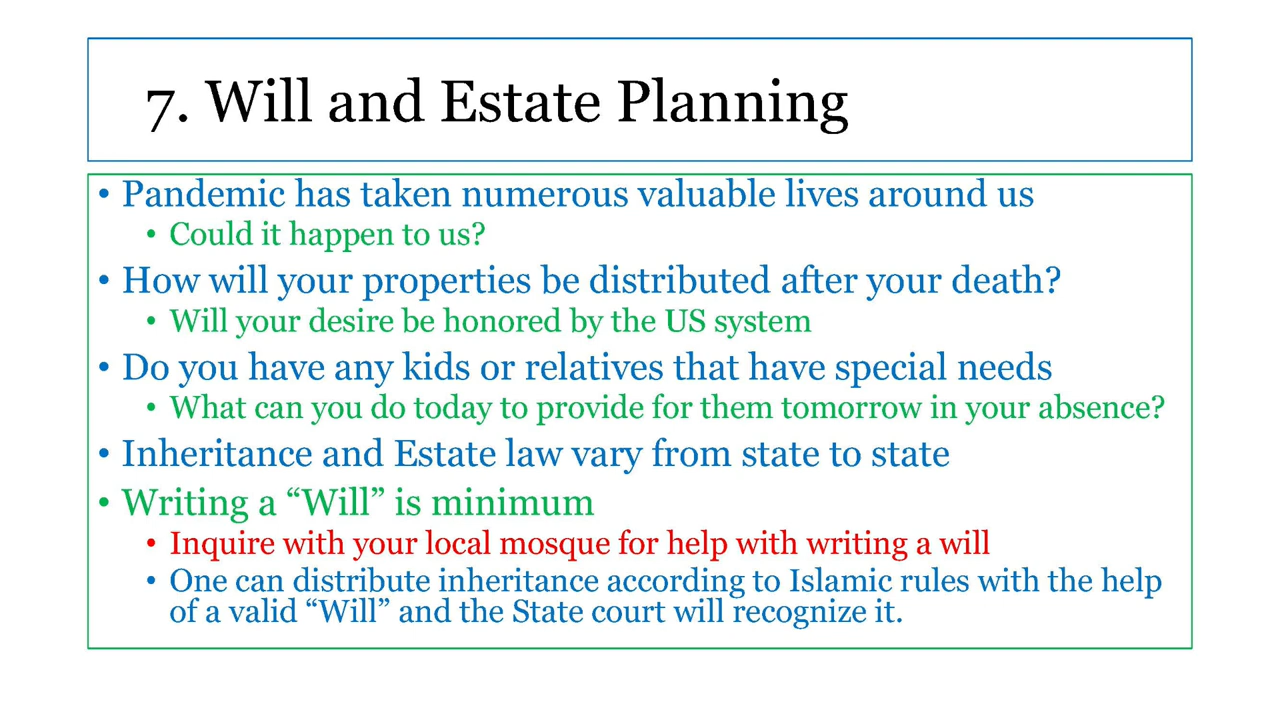 7. Will and Estate Planning
• Pandemic has taken numerous valuable lives around us
• Could it happen to us?
• How will your properties be distributed after your death?
• Will your desire be honored by the US system
• Do you have any kids or relatives that have special needs
• What can you do today to provide for them tomorrow in your absence?
• Inheritance and Estate law vary from state to state
• Writing a “Will” is minimum
• Inquire with your local mosque for help with writing a will
• One can distribute inheritance according to Islamic rules with the help
of a valid “Will” and the State court will recognize it.